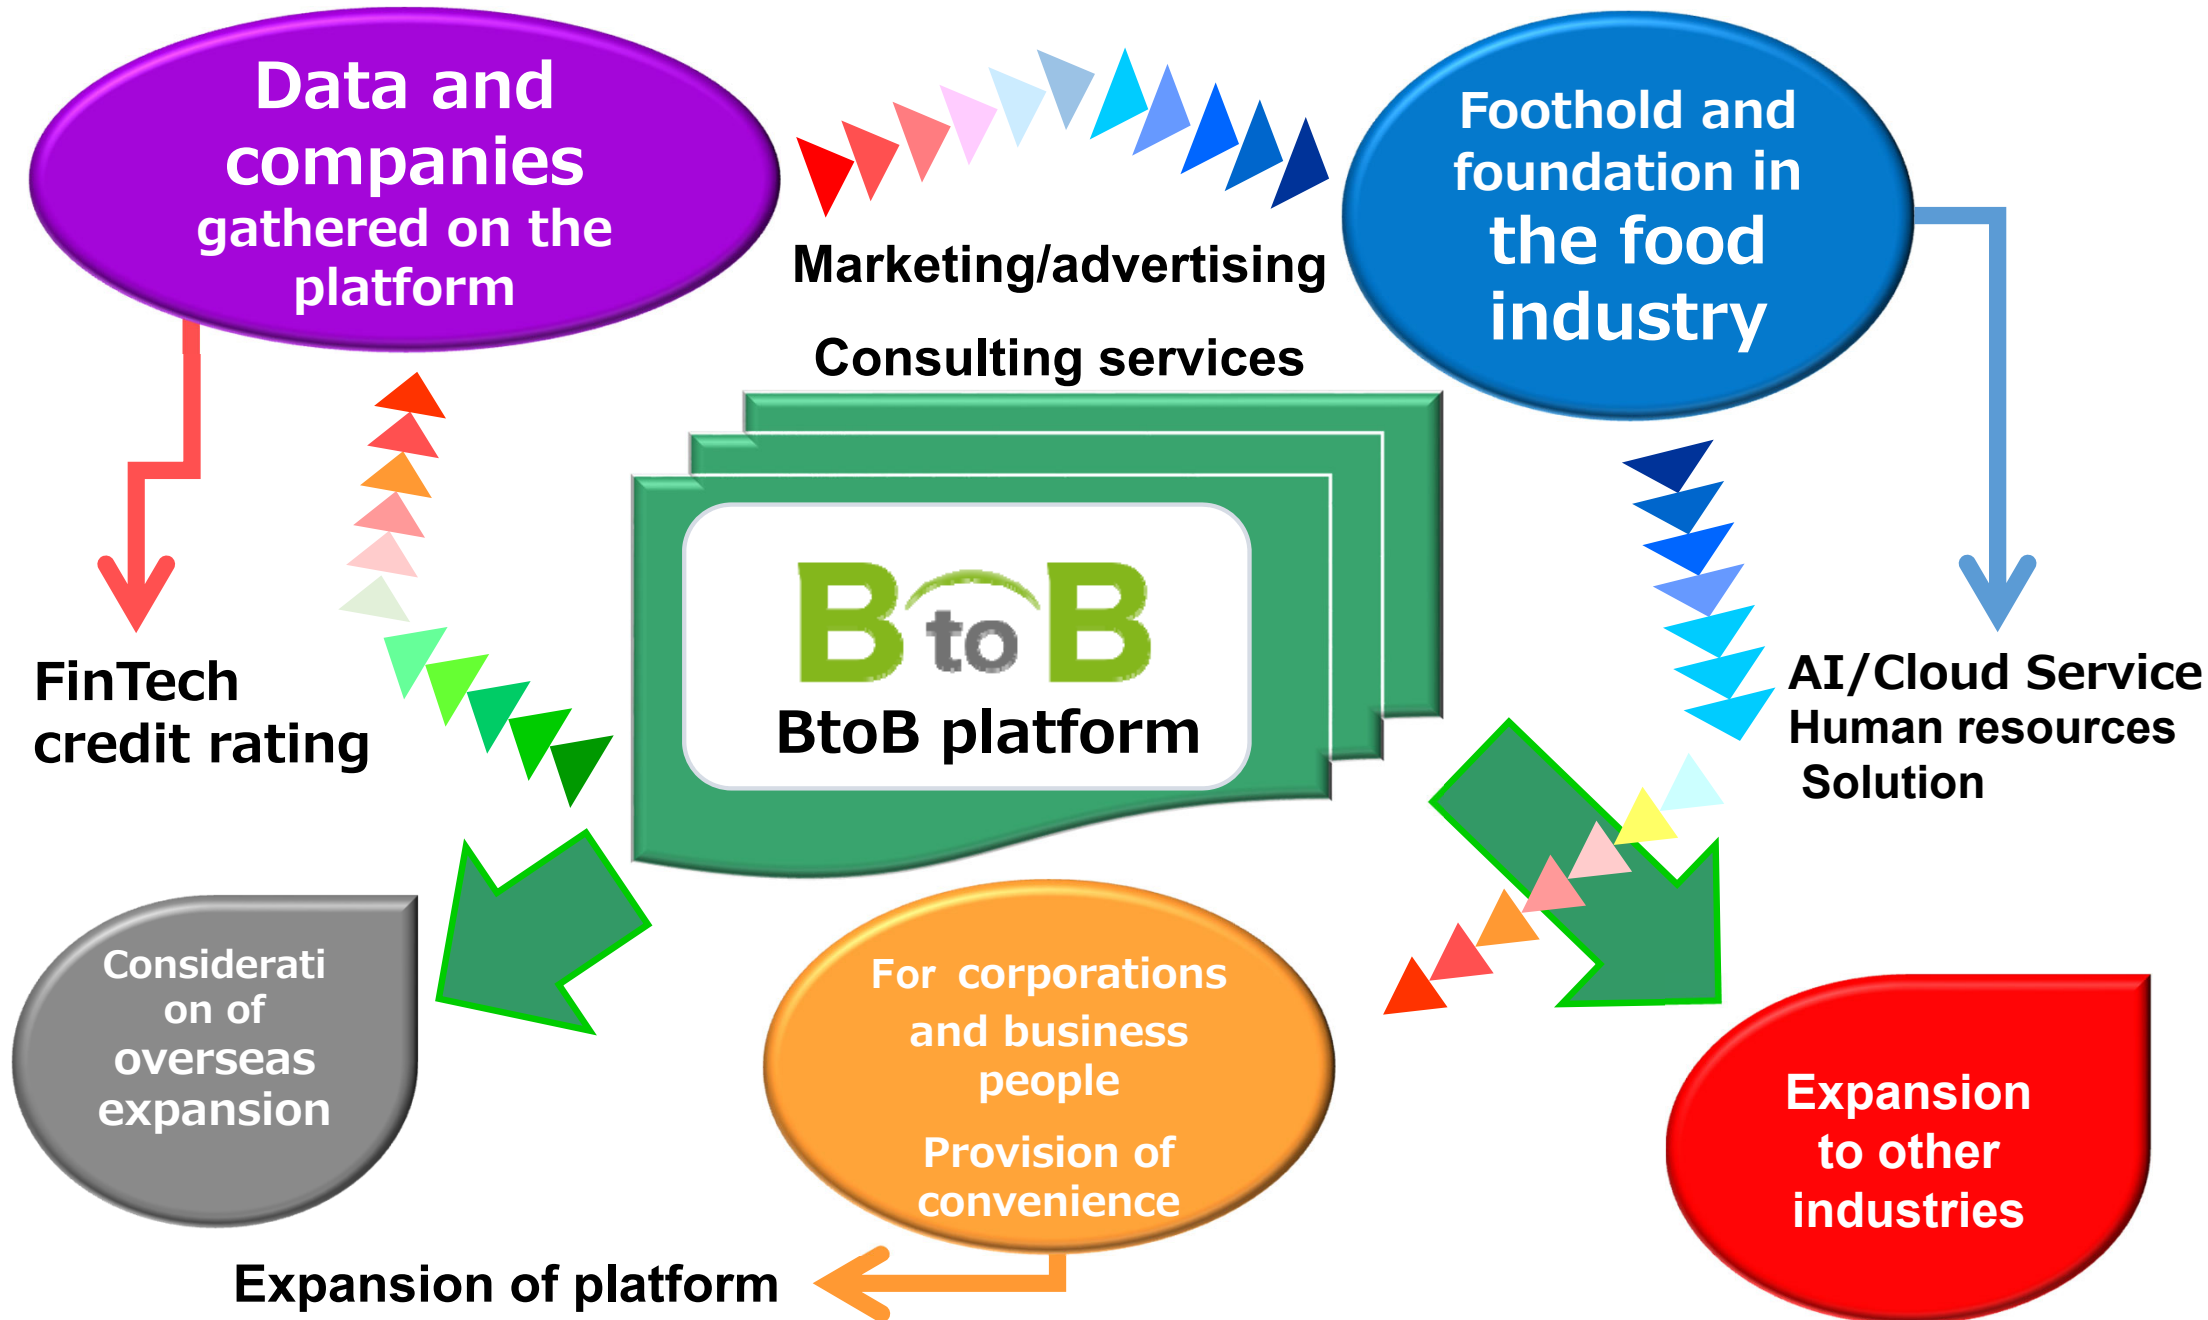 Data and
companies
gathered on the
platform
Marketing/advertising
Consulting services
Foothold and
foundation in
the food
industry
BtoB
BtoB platform
FinTech
credit rating
AI/Cloud Service
Human resources
Solution
Considerati
on of
overseas
expansion
For corporations
and business
people
Provision of
convenience
Expansion
to other
industries
Expansion of platform